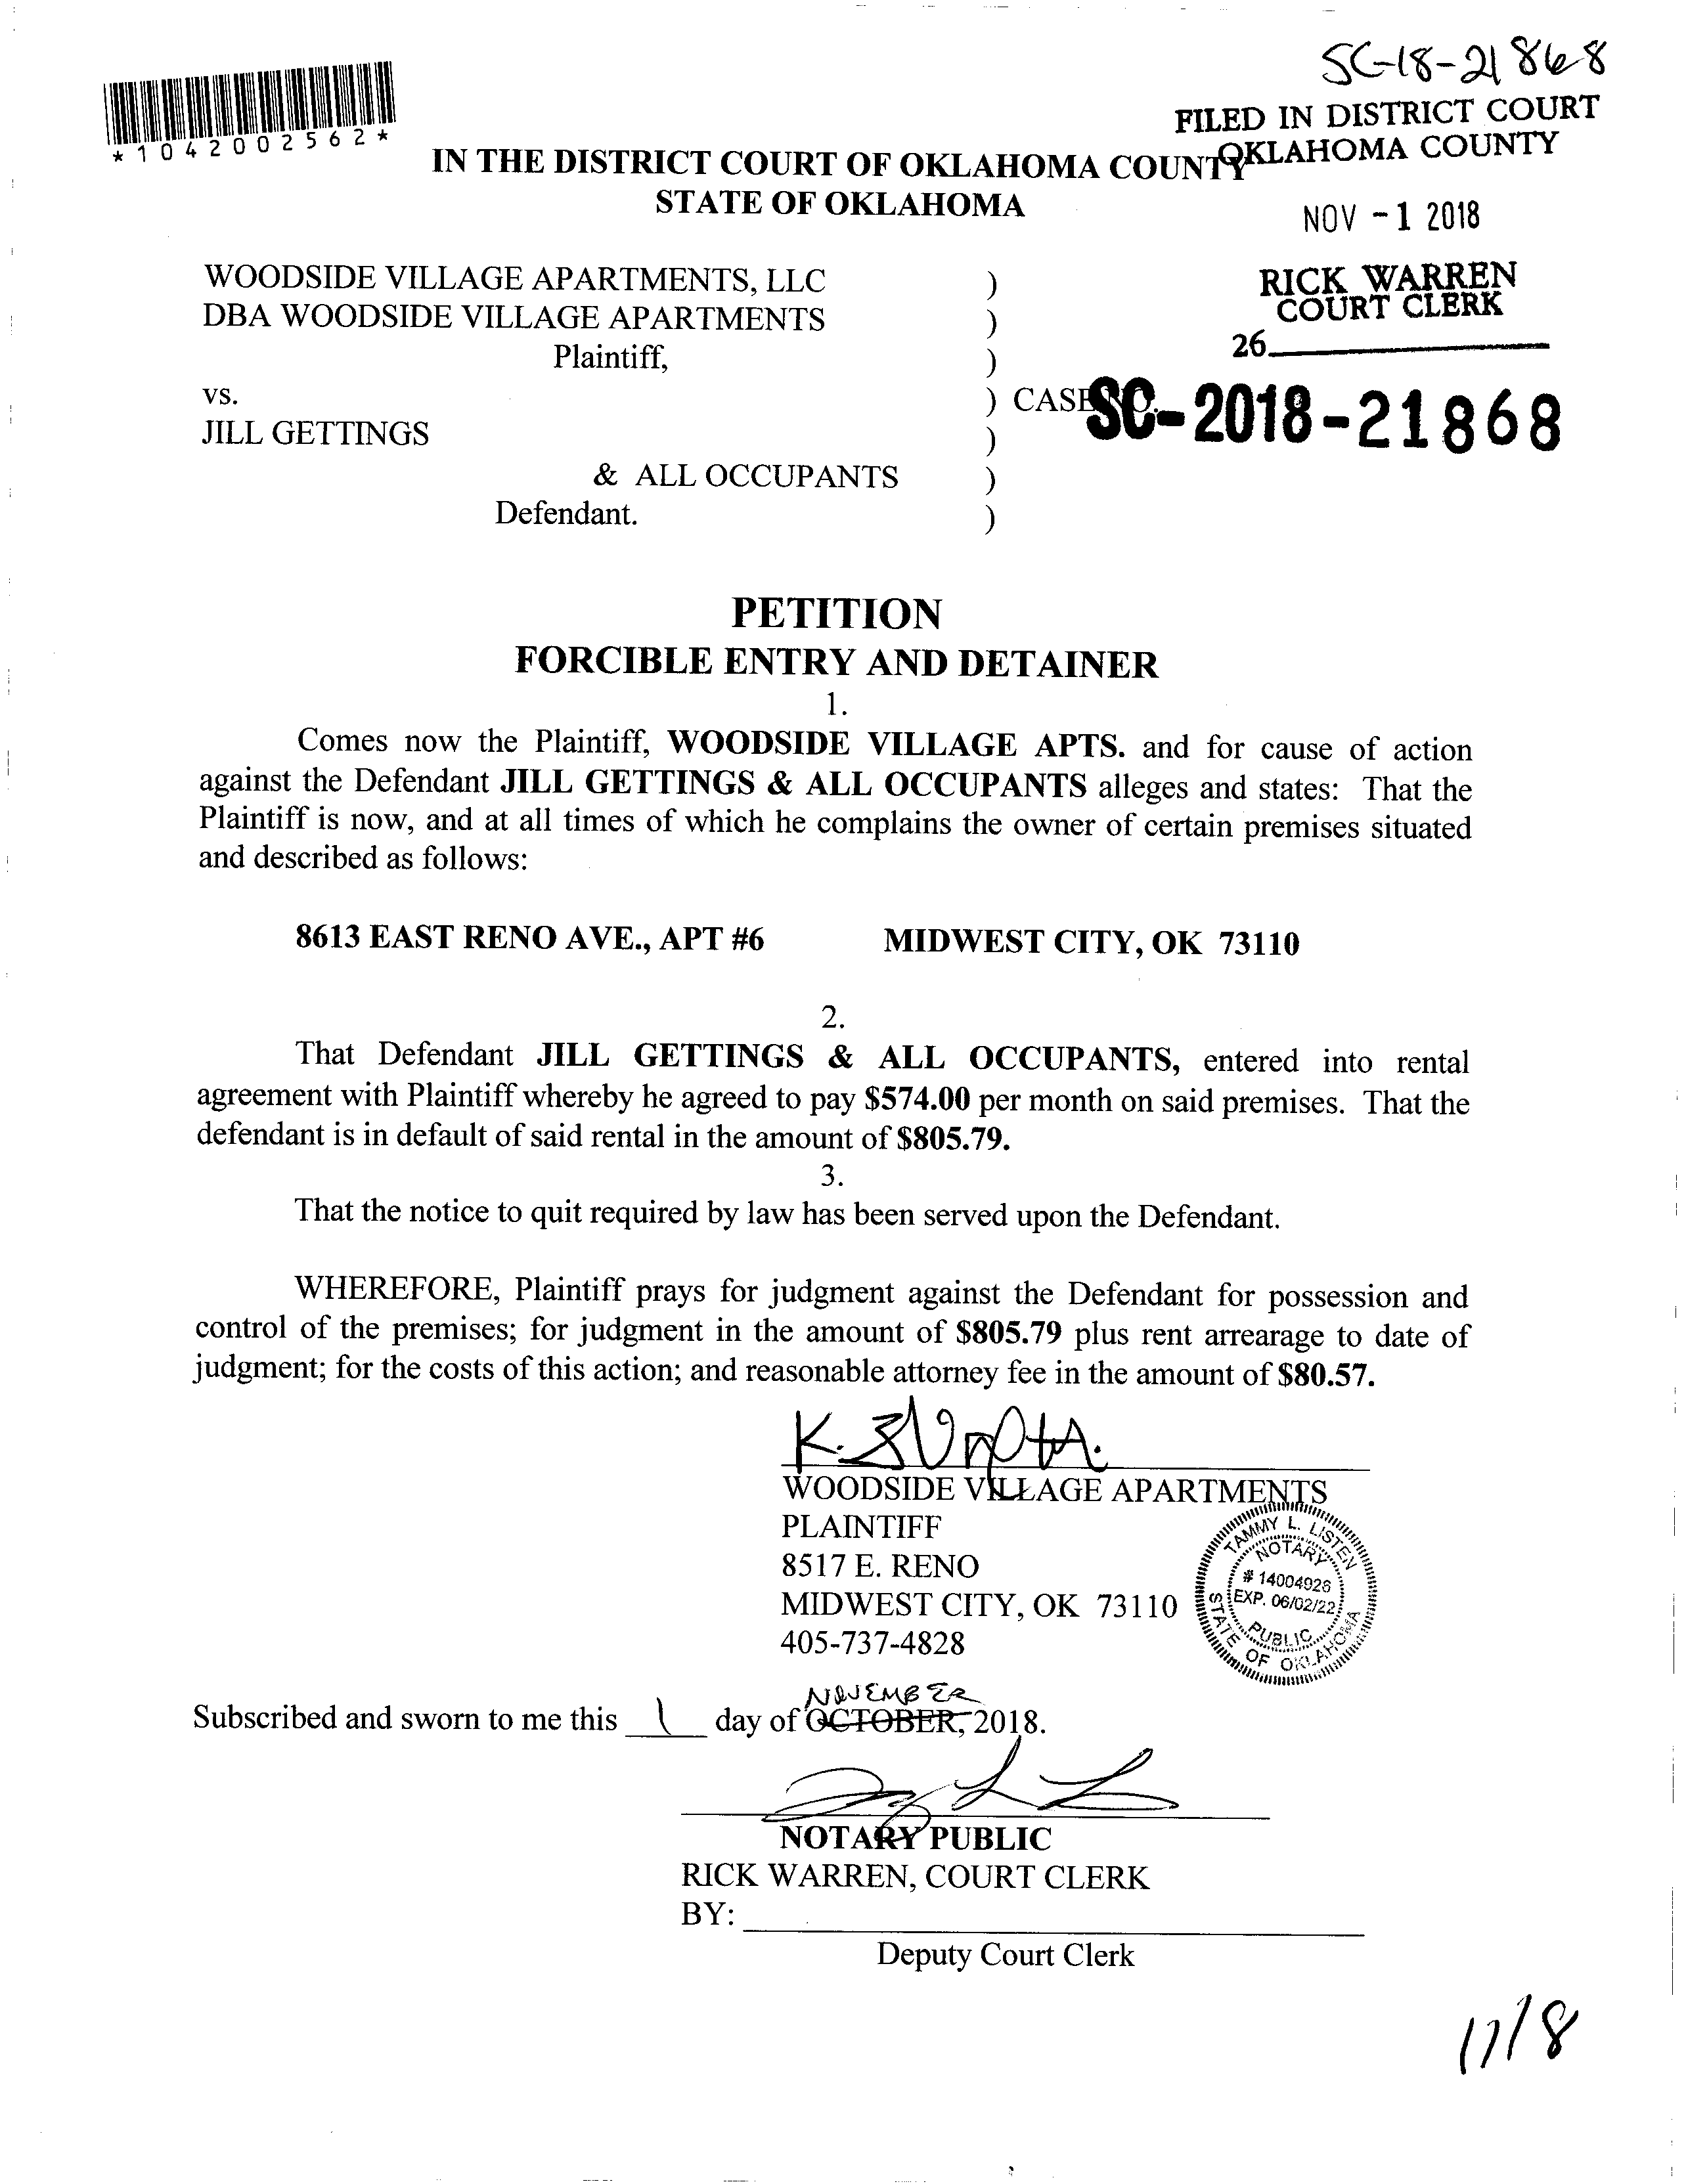 SC-18-21868
FILED IN DISTRICT COURT
OKLAHOMA COUNTY
*1042002562*
IN THE DISTRICT COURT OF OKLAHOMA COUNTY
STATE OF OKLAHOMA
NOV -1 2018
WOODSIDE VILLAGE APARTMENTS, LLC )
DBA WOODSIDE VILLAGE APARTMENTS )
Plaintiff, )
RICK WARREN
COURT CLERK
26
vs. ) CASE NO. SC-2018-21868
JILL GETTINGS )
& ALL OCCUPANTS )
Defendant. )
PETITION
FORCIBLE ENTRY AND DETAINER
1.
Comes now the Plaintiff, WOODSIDE VILLAGE APTS. and for cause of action
against the Defendant JILL GETTINGS & ALL OCCUPANTS alleges and states: That the
Plaintiff is now, and at all times of which he complains the owner of certain premises situated
and described as follows:
8613 EAST RENO AVE., APT #6 MIDWEST CITY, OK 73110
2.
That Defendant JILL GETTINGS & ALL OCCUPANTS, entered into rental
agreement with Plaintiff whereby he agreed to pay $574.00 per month on said premises. That the
defendant is in default of said rental in the amount of $805.79.
3.
That the notice to quit required by law has been served upon the Defendant.
WHEREFORE, Plaintiff prays for judgment against the Defendant for possession and
control of the premises; for judgment in the amount of $805.79 plus rent arrearage to date of
judgment; for the costs of this action; and reasonable attorney fee in the amount of $80.57.
WOODSIDE VILLAGE APARTMENTS
PLAINTIFF
8517 E. RENO
MIDWEST CITY, OK 73110
405-737-4828
TAMMY L. LISTEN
NOTARY
# 14004926
EXP. 06/02/22
PUBLIC
STATE OF OKLAHOMA
NOVEMBER
Subscribed and sworn to me this 1 day of OCTOBER, 2018.
NOTARY PUBLIC
RICK WARREN, COURT CLERK
BY:
Deputy Court Clerk
11/8